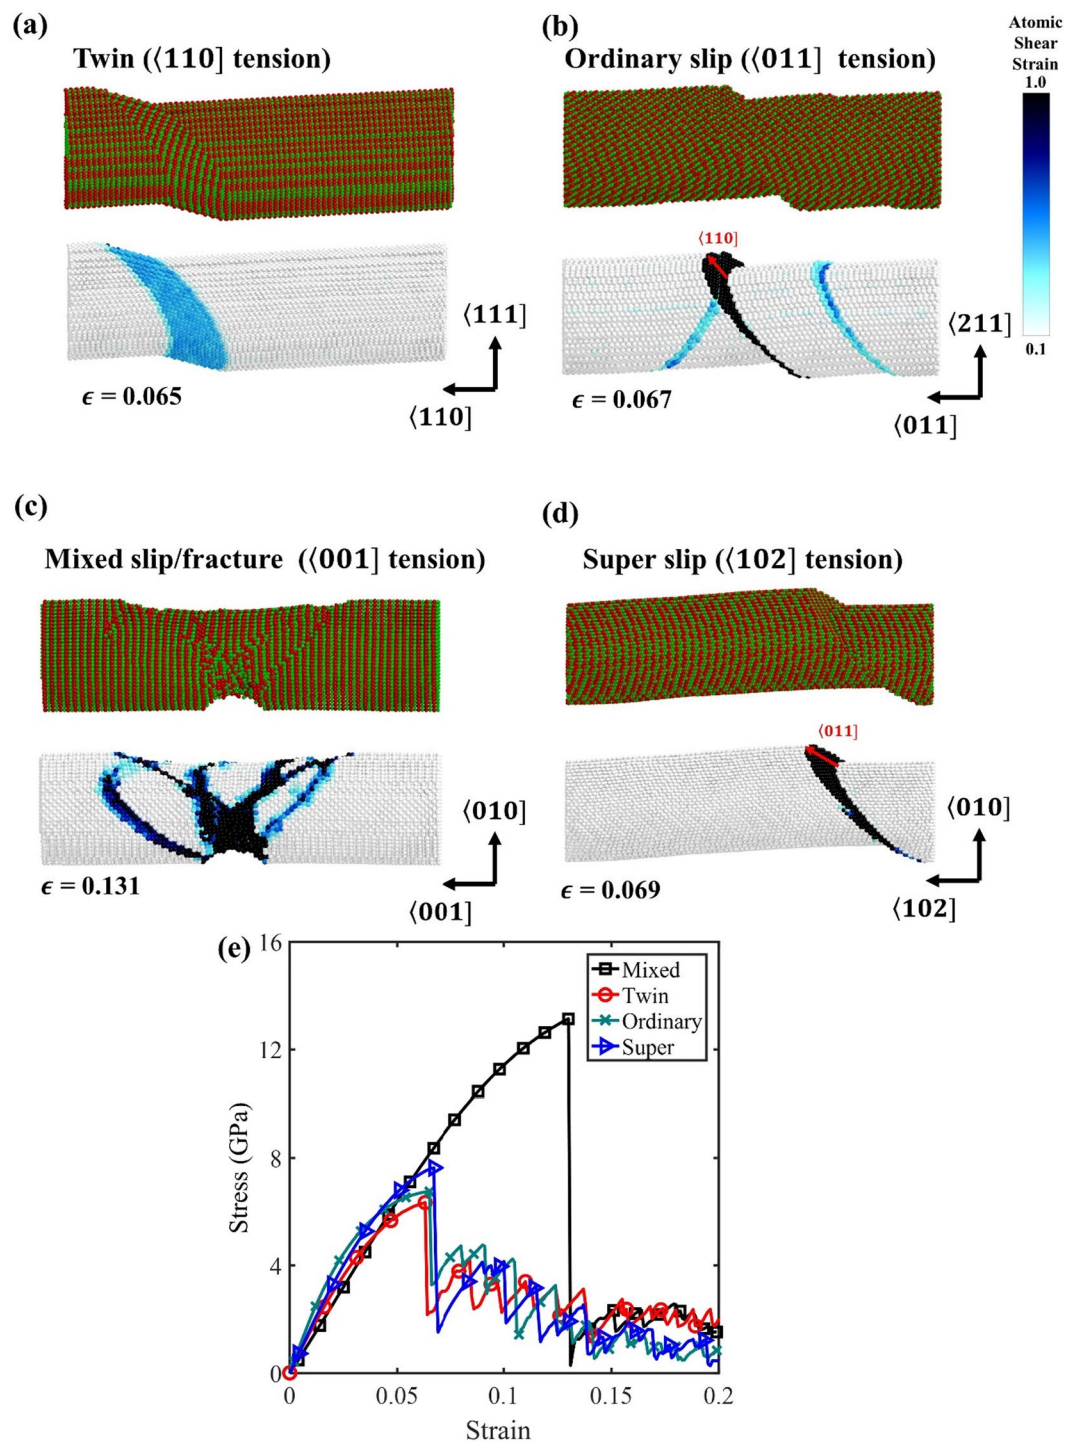 (a)
Twin (⟨110] tension)
⟨111]
⟨110]
ϵ = 0.065
(b)
Ordinary slip (⟨011] tension)
⟨110]
⟨211]
⟨011]
ϵ = 0.067
Atomic
Shear
Strain
1.0
0.1
(c)
Mixed slip/fracture (⟨001] tension)
⟨010]
⟨001]
ϵ = 0.131
(d)
Super slip (⟨102] tension)
⟨011]
⟨010]
⟨102]
ϵ = 0.069
(e)
16
12
8
4
0
Stress (GPa)
Mixed
Twin
Ordinary
Super
0 0.05 0.1 0.15 0.2
Strain